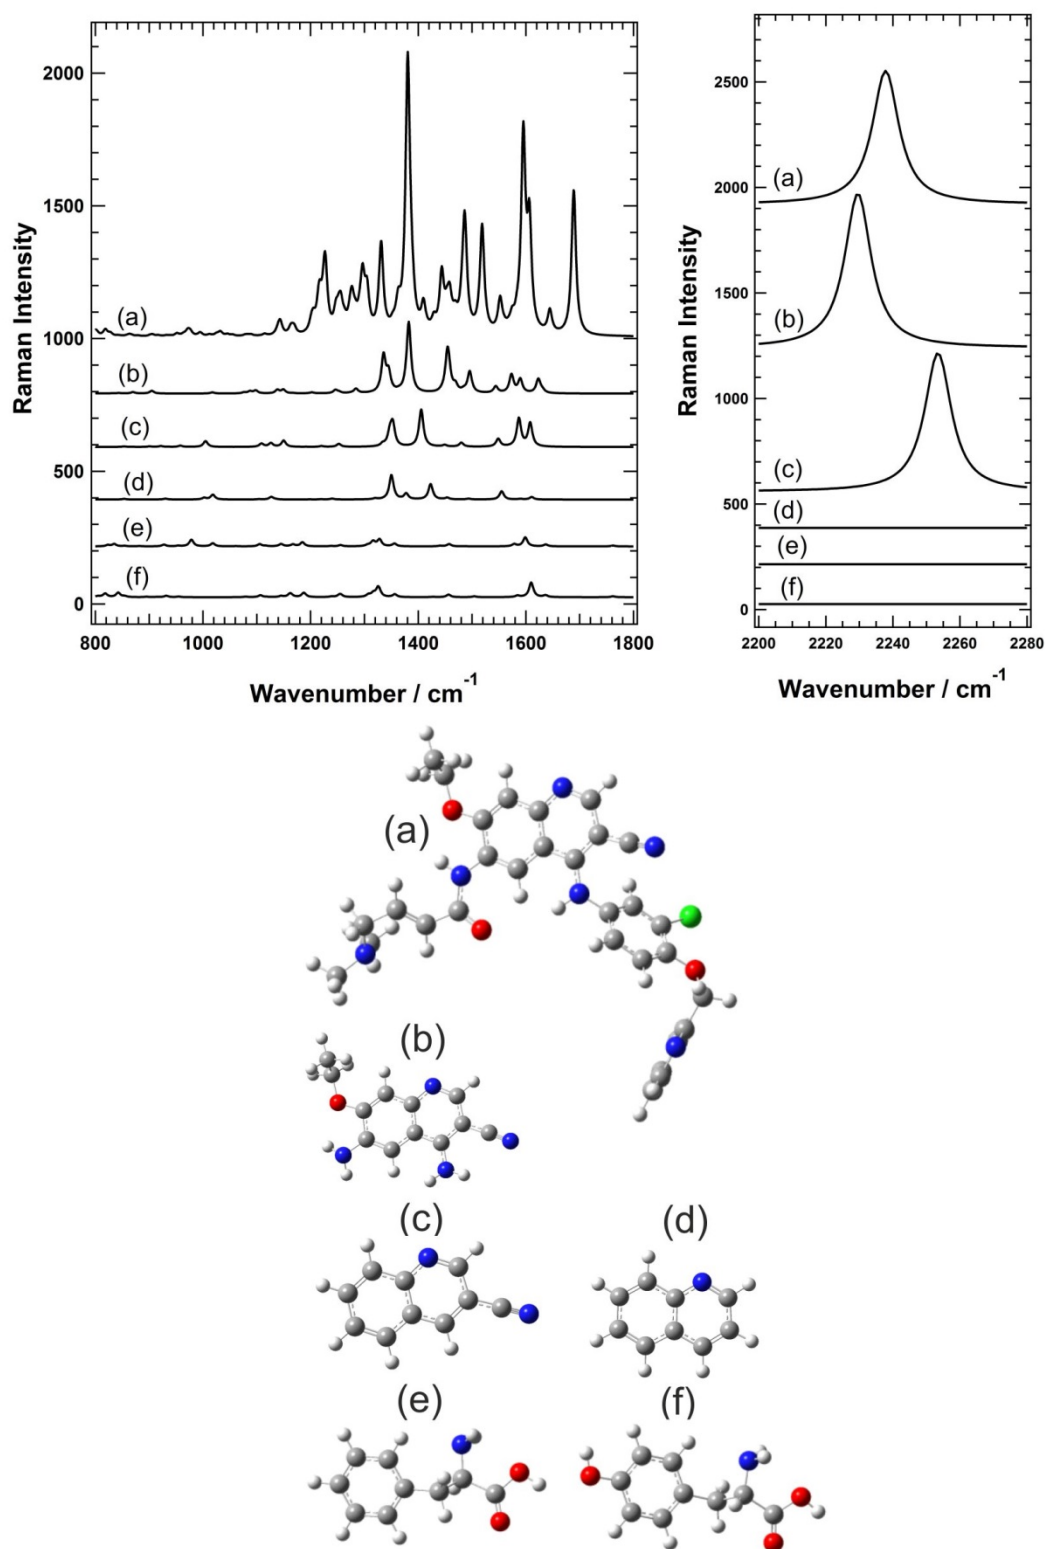 2000
1500
1000
500
0
Raman Intensity
(a)
(b)
(c)
(d)
(e)
(f)
800 1000 1200 1400 1600 1800
Wavenumber / cm⁻¹
2500
2000
1500
1000
500
0
Raman Intensity
(a)
(b)
(c)
(d)
(e)
(f)
2200 2220 2240 2260 2280
Wavenumber / cm⁻¹
(a)
(b)
(c) (d)
(e) (f)